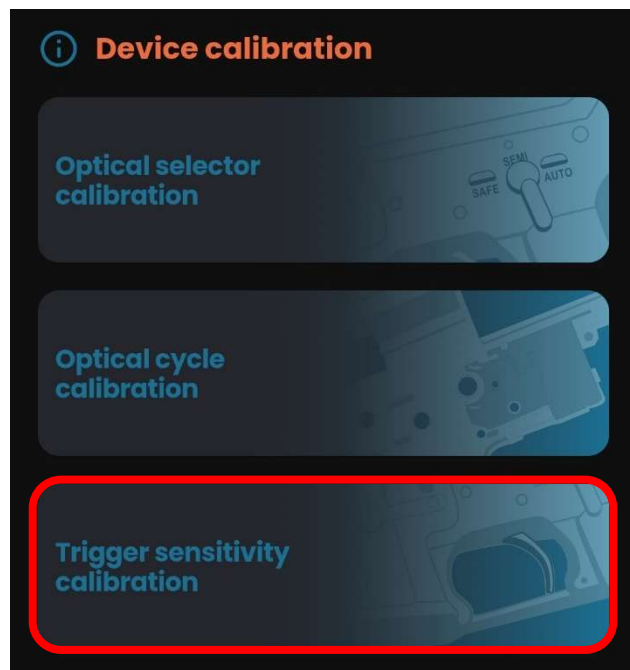 Device calibration
Optical selector
calibration
SAFE
SEMI
AUTO
Optical cycle
calibration
Trigger sensitivity
calibration